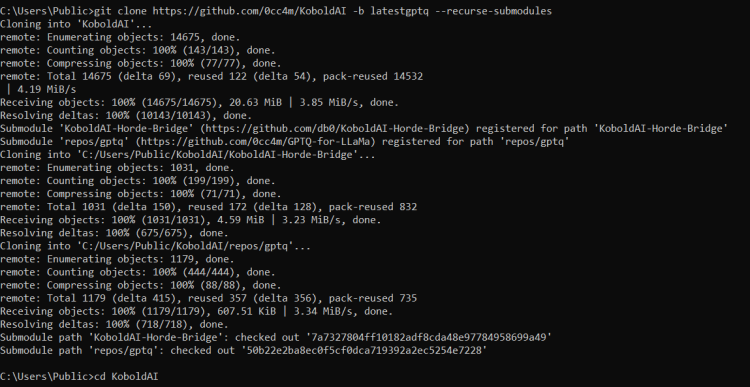 C:\Users\Public>git clone https://github.com/0cc4m/KoboldAI -b latestgptq --recurse-submodules
Cloning into 'KoboldAI'...
remote: Enumerating objects: 14675, done.
remote: Counting objects: 100% (143/143), done.
remote: Compressing objects: 100% (77/77), done.
remote: Total 14675 (delta 69), reused 122 (delta 54), pack-reused 14532
| 4.19 MiB/s
Receiving objects: 100% (14675/14675), 20.63 MiB | 3.85 MiB/s, done.
Resolving deltas: 100% (10143/10143), done.
Submodule 'KoboldAI-Horde-Bridge' (https://github.com/db0/KoboldAI-Horde-Bridge) registered for path 'KoboldAI-Horde-Bridge'
Submodule 'repos/gptq' (https://github.com/0cc4m/GPTQ-for-LLaMa) registered for path 'repos/gptq'
Cloning into 'C:/Users/Public/KoboldAI/KoboldAI-Horde-Bridge'...
remote: Enumerating objects: 1031, done.
remote: Counting objects: 100% (199/199), done.
remote: Compressing objects: 100% (71/71), done.
remote: Total 1031 (delta 150), reused 172 (delta 128), pack-reused 832
Receiving objects: 100% (1031/1031), 4.59 MiB | 3.23 MiB/s, done.
Resolving deltas: 100% (675/675), done.
Cloning into 'C:/Users/Public/KoboldAI/repos/gptq'...
remote: Enumerating objects: 1179, done.
remote: Counting objects: 100% (444/444), done.
remote: Compressing objects: 100% (88/88), done.
remote: Total 1179 (delta 415), reused 357 (delta 356), pack-reused 735
Receiving objects: 100% (1179/1179), 607.51 KiB | 3.34 MiB/s, done.
Resolving deltas: 100% (718/718), done.
Submodule path 'KoboldAI-Horde-Bridge': checked out '7a7327804ff10182adf8cda48e97784958699a49'
Submodule path 'repos/gptq': checked out '50b22e2ba8ec0f5cf0dca719392a2ec5254e7228'
C:\Users\Public>cd KoboldAI